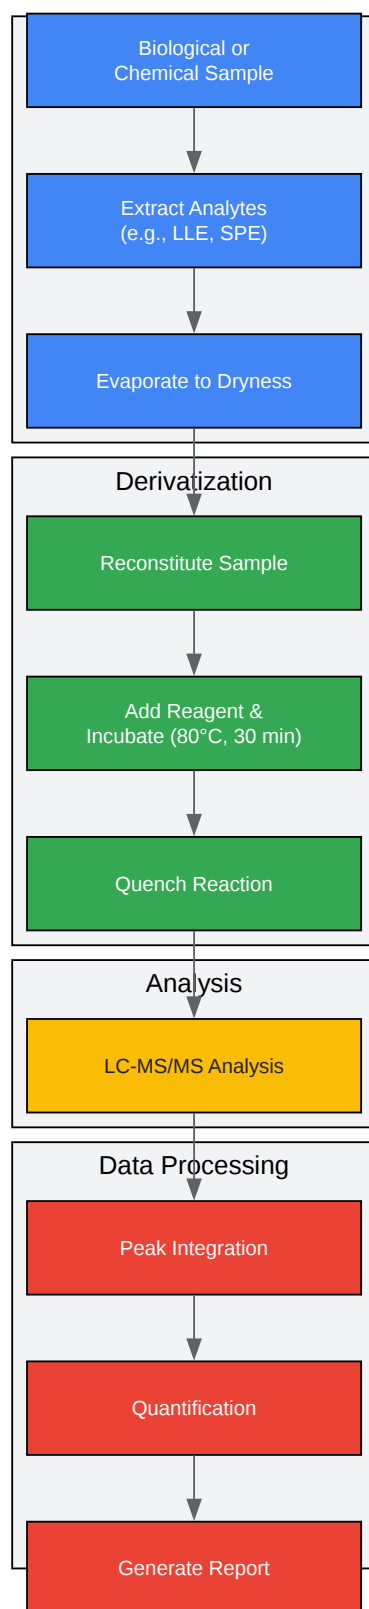 Biological or
Chemical Sample
Extract Analytes
(e.g., LLE, SPE)
Evaporate to Dryness
Derivatization
Reconstitute Sample
Add Reagent &
Incubate (80°C, 30 min)
Quench Reaction
Analysis
LC-MS/MS Analysis
Data Processing
Peak Integration
Quantification
Generate Report